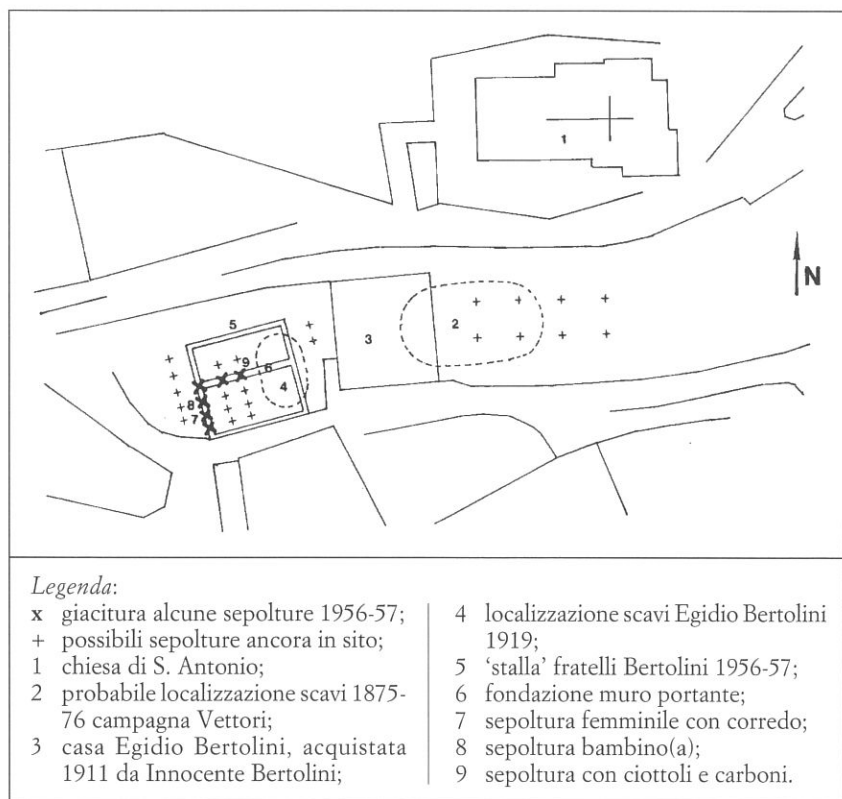 1
N
2
3
5
9
6
4
8
7
Legenda:
x giacitura alcune sepolture 1956-57;
+ possibili sepolture ancora in sito;
1 chiesa di S. Antonio;
2 probabile localizzazione scavi 1875-
76 campagna Vettori;
3 casa Egidio Bertolini, acquistata
1911 da Innocente Bertolini;
4 localizzazione scavi Egidio Bertolini
1919;
5 ‘stalla’ fratelli Bertolini 1956-57;
6 fondazione muro portante;
7 sepoltura femminile con corredo;
8 sepoltura bambino(a);
9 sepoltura con ciottoli e carboni.